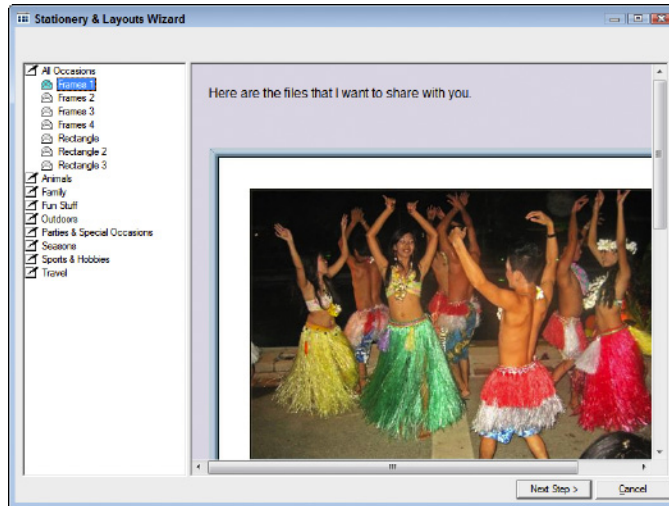 Stationery & Layouts Wizard
All Occasions
Frames 1
Frames 2
Frames 3
Frames 4
Rectangle
Rectangle 2
Rectangle 3
Animals
Family
Fun Stuff
Outdoors
Parties & Special Occasions
Seasons
Sports & Hobbies
Travel
Here are the files that I want to share with you.
Next Step >
Cancel